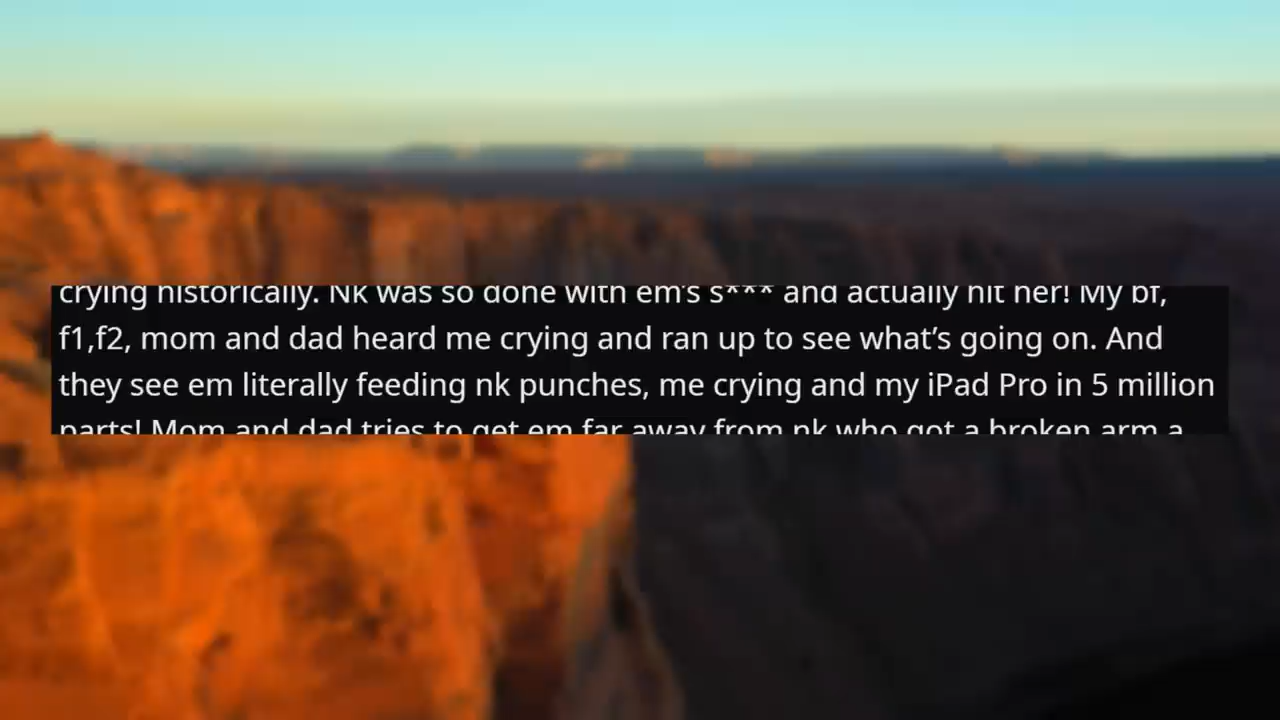 crying historically. Nk was so done with em's s*** and actually hit her! My bf,
f1,f2, mom and dad heard me crying and ran up to see what’s going on. And
they see em literally feeding nk punches, me crying and my iPad Pro in 5 million
parts! Mom and dad tries to get em far away from nk who got a broken arm a